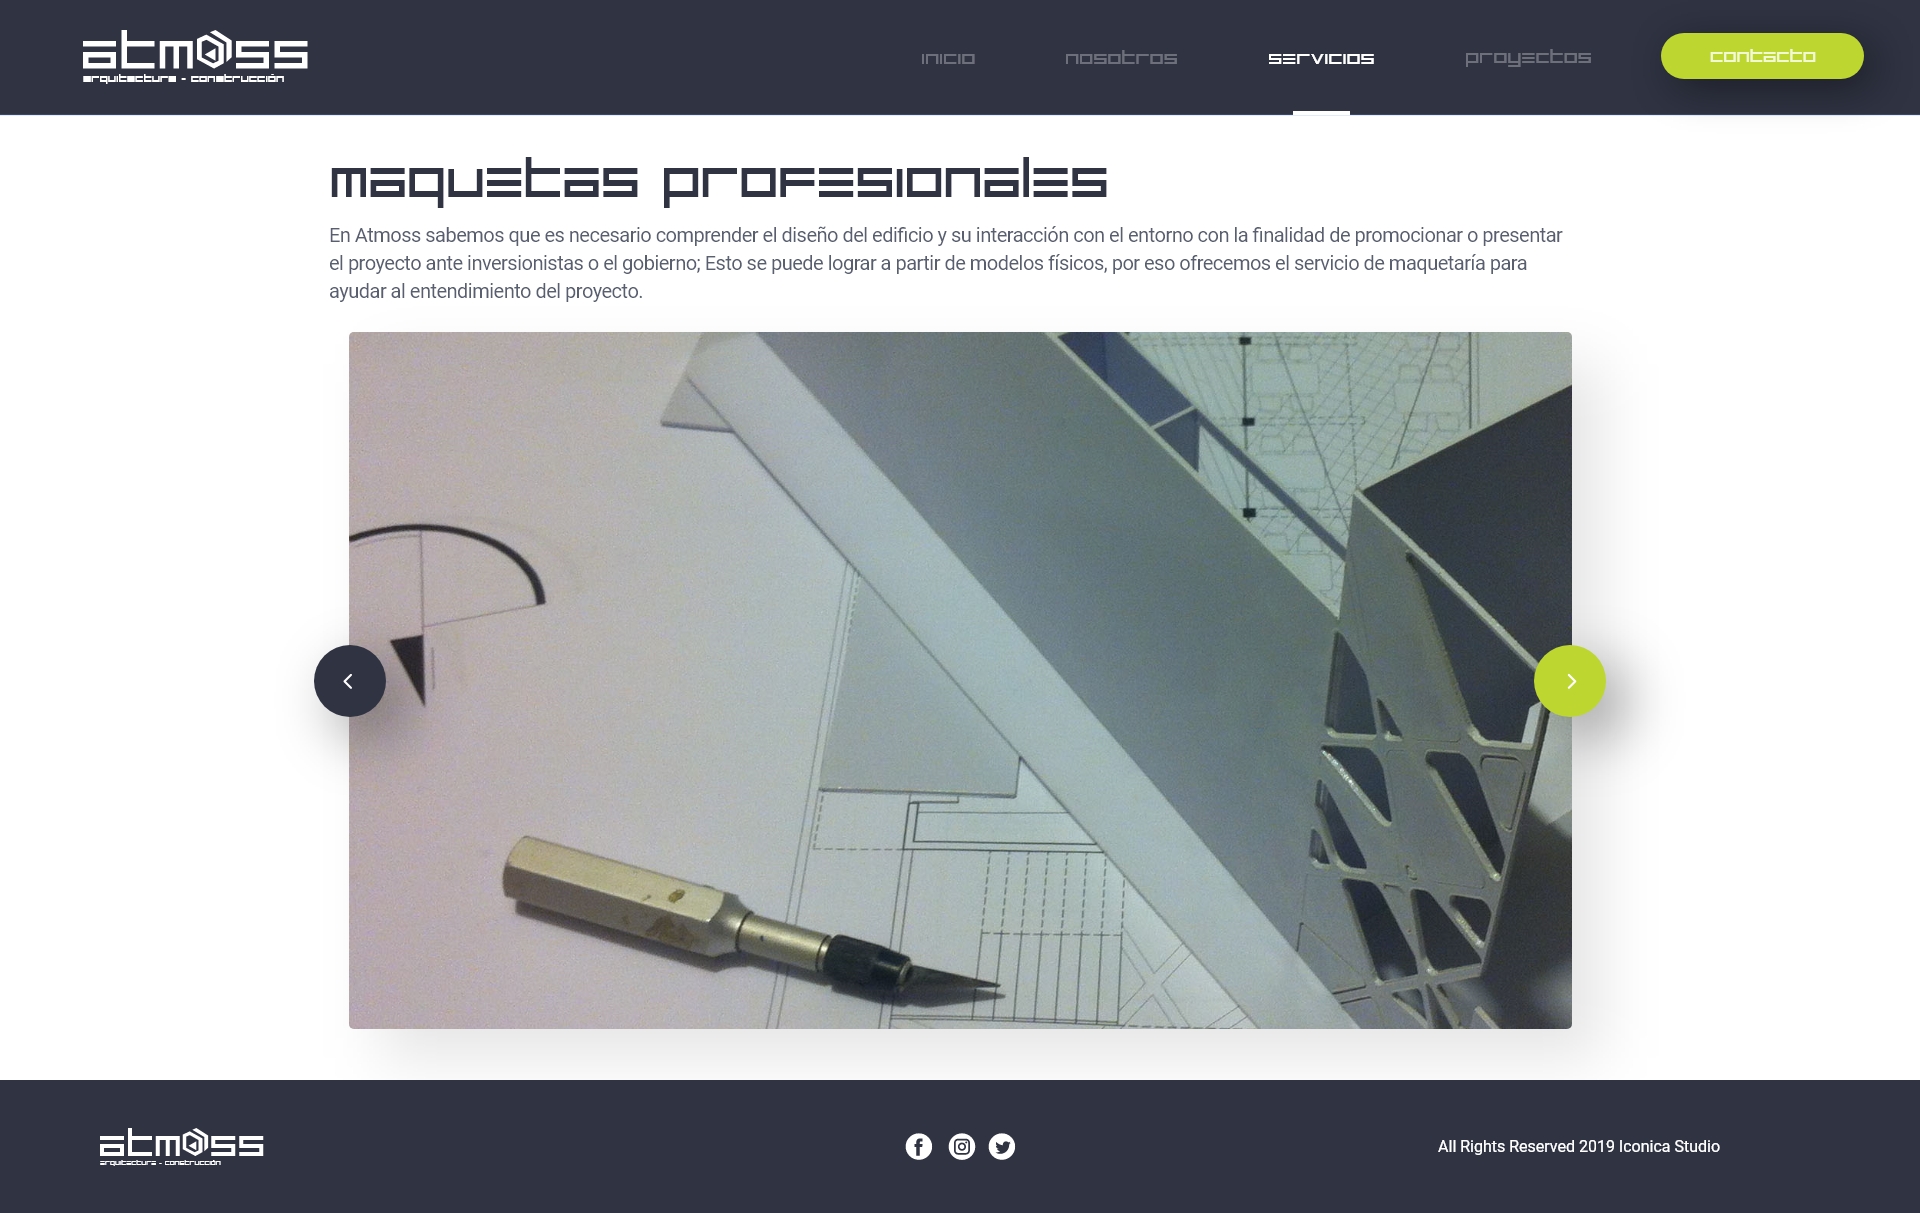 atmoss
arquitectura - construcción
inicio
nosotros
servicios
proyectos
contacto
maquetas profesionales
En Atmoss sabemos que es necesario comprender el diseño del edificio y su interacción con el entorno con la finalidad de promocionar o presentar
el proyecto ante inversionistas o el gobierno; Esto se puede lograr a partir de modelos físicos, por eso ofrecemos el servicio de maquetaría para
ayudar al entendimiento del proyecto.
atmoss
arquitectura - construcción
All Rights Reserved 2019 Iconica Studio